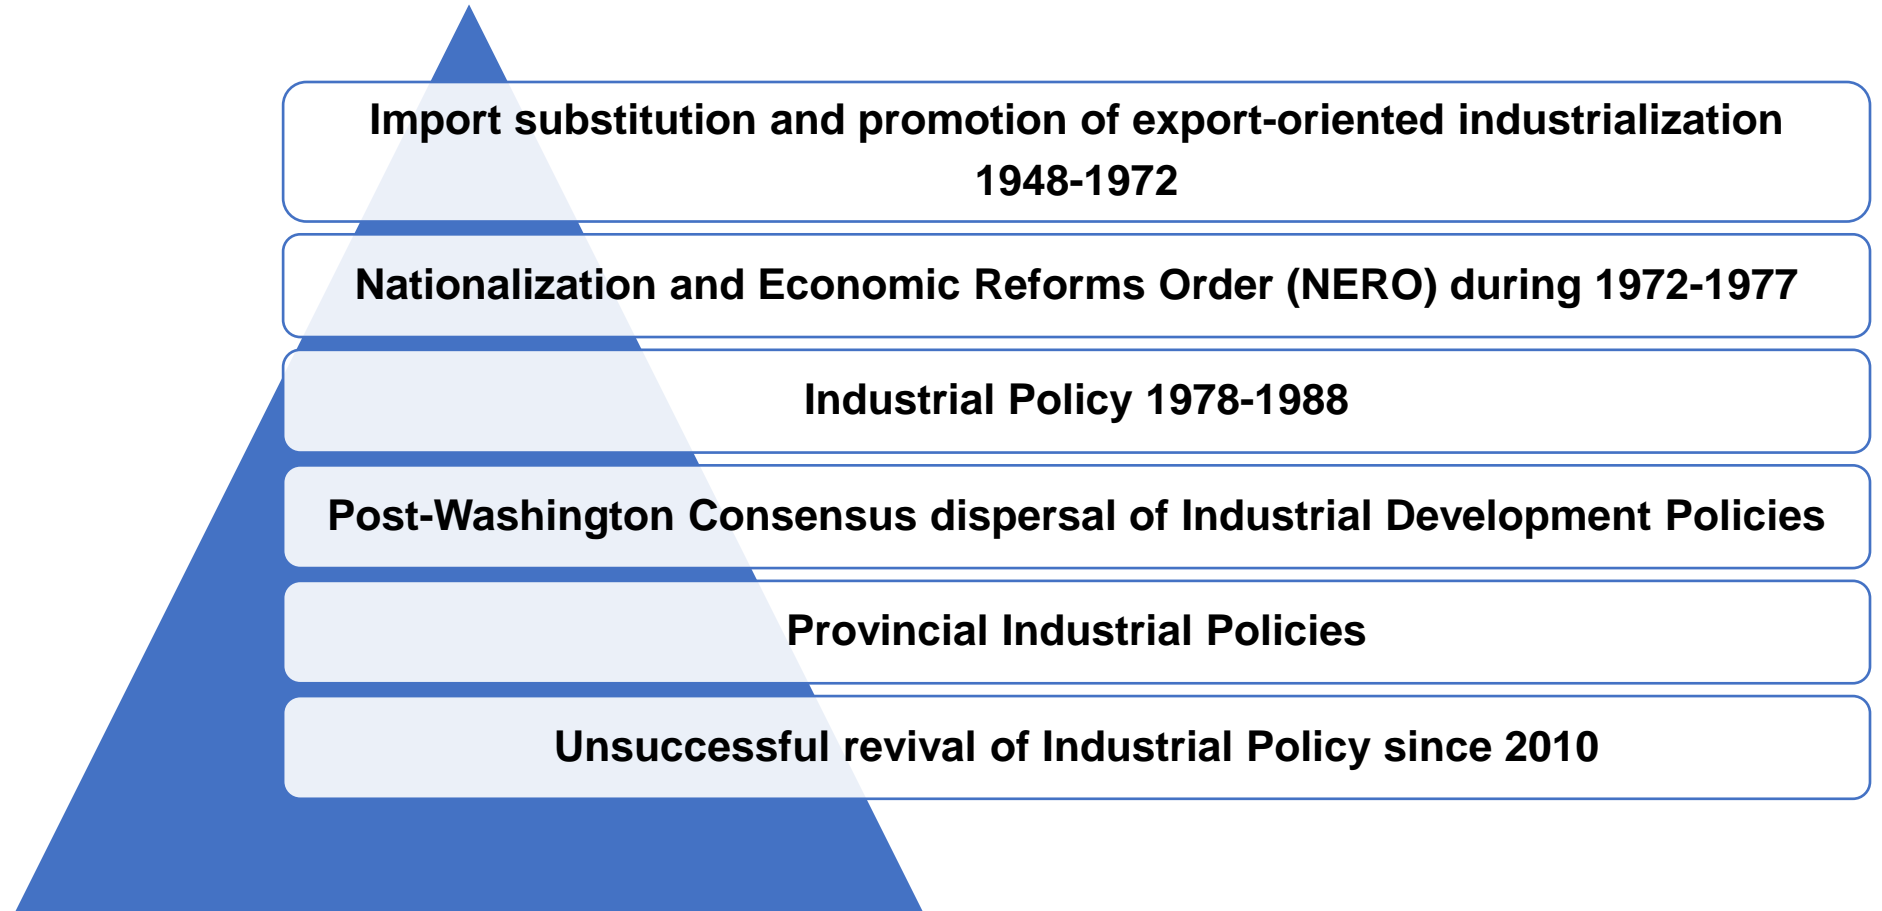 Import substitution and promotion of export-oriented industrialization
1948-1972
Nationalization and Economic Reforms Order (NERO) during 1972-1977
Industrial Policy 1978-1988
Post-Washington Consensus dispersal of Industrial Development Policies
Provincial Industrial Policies
Unsuccessful revival of Industrial Policy since 2010